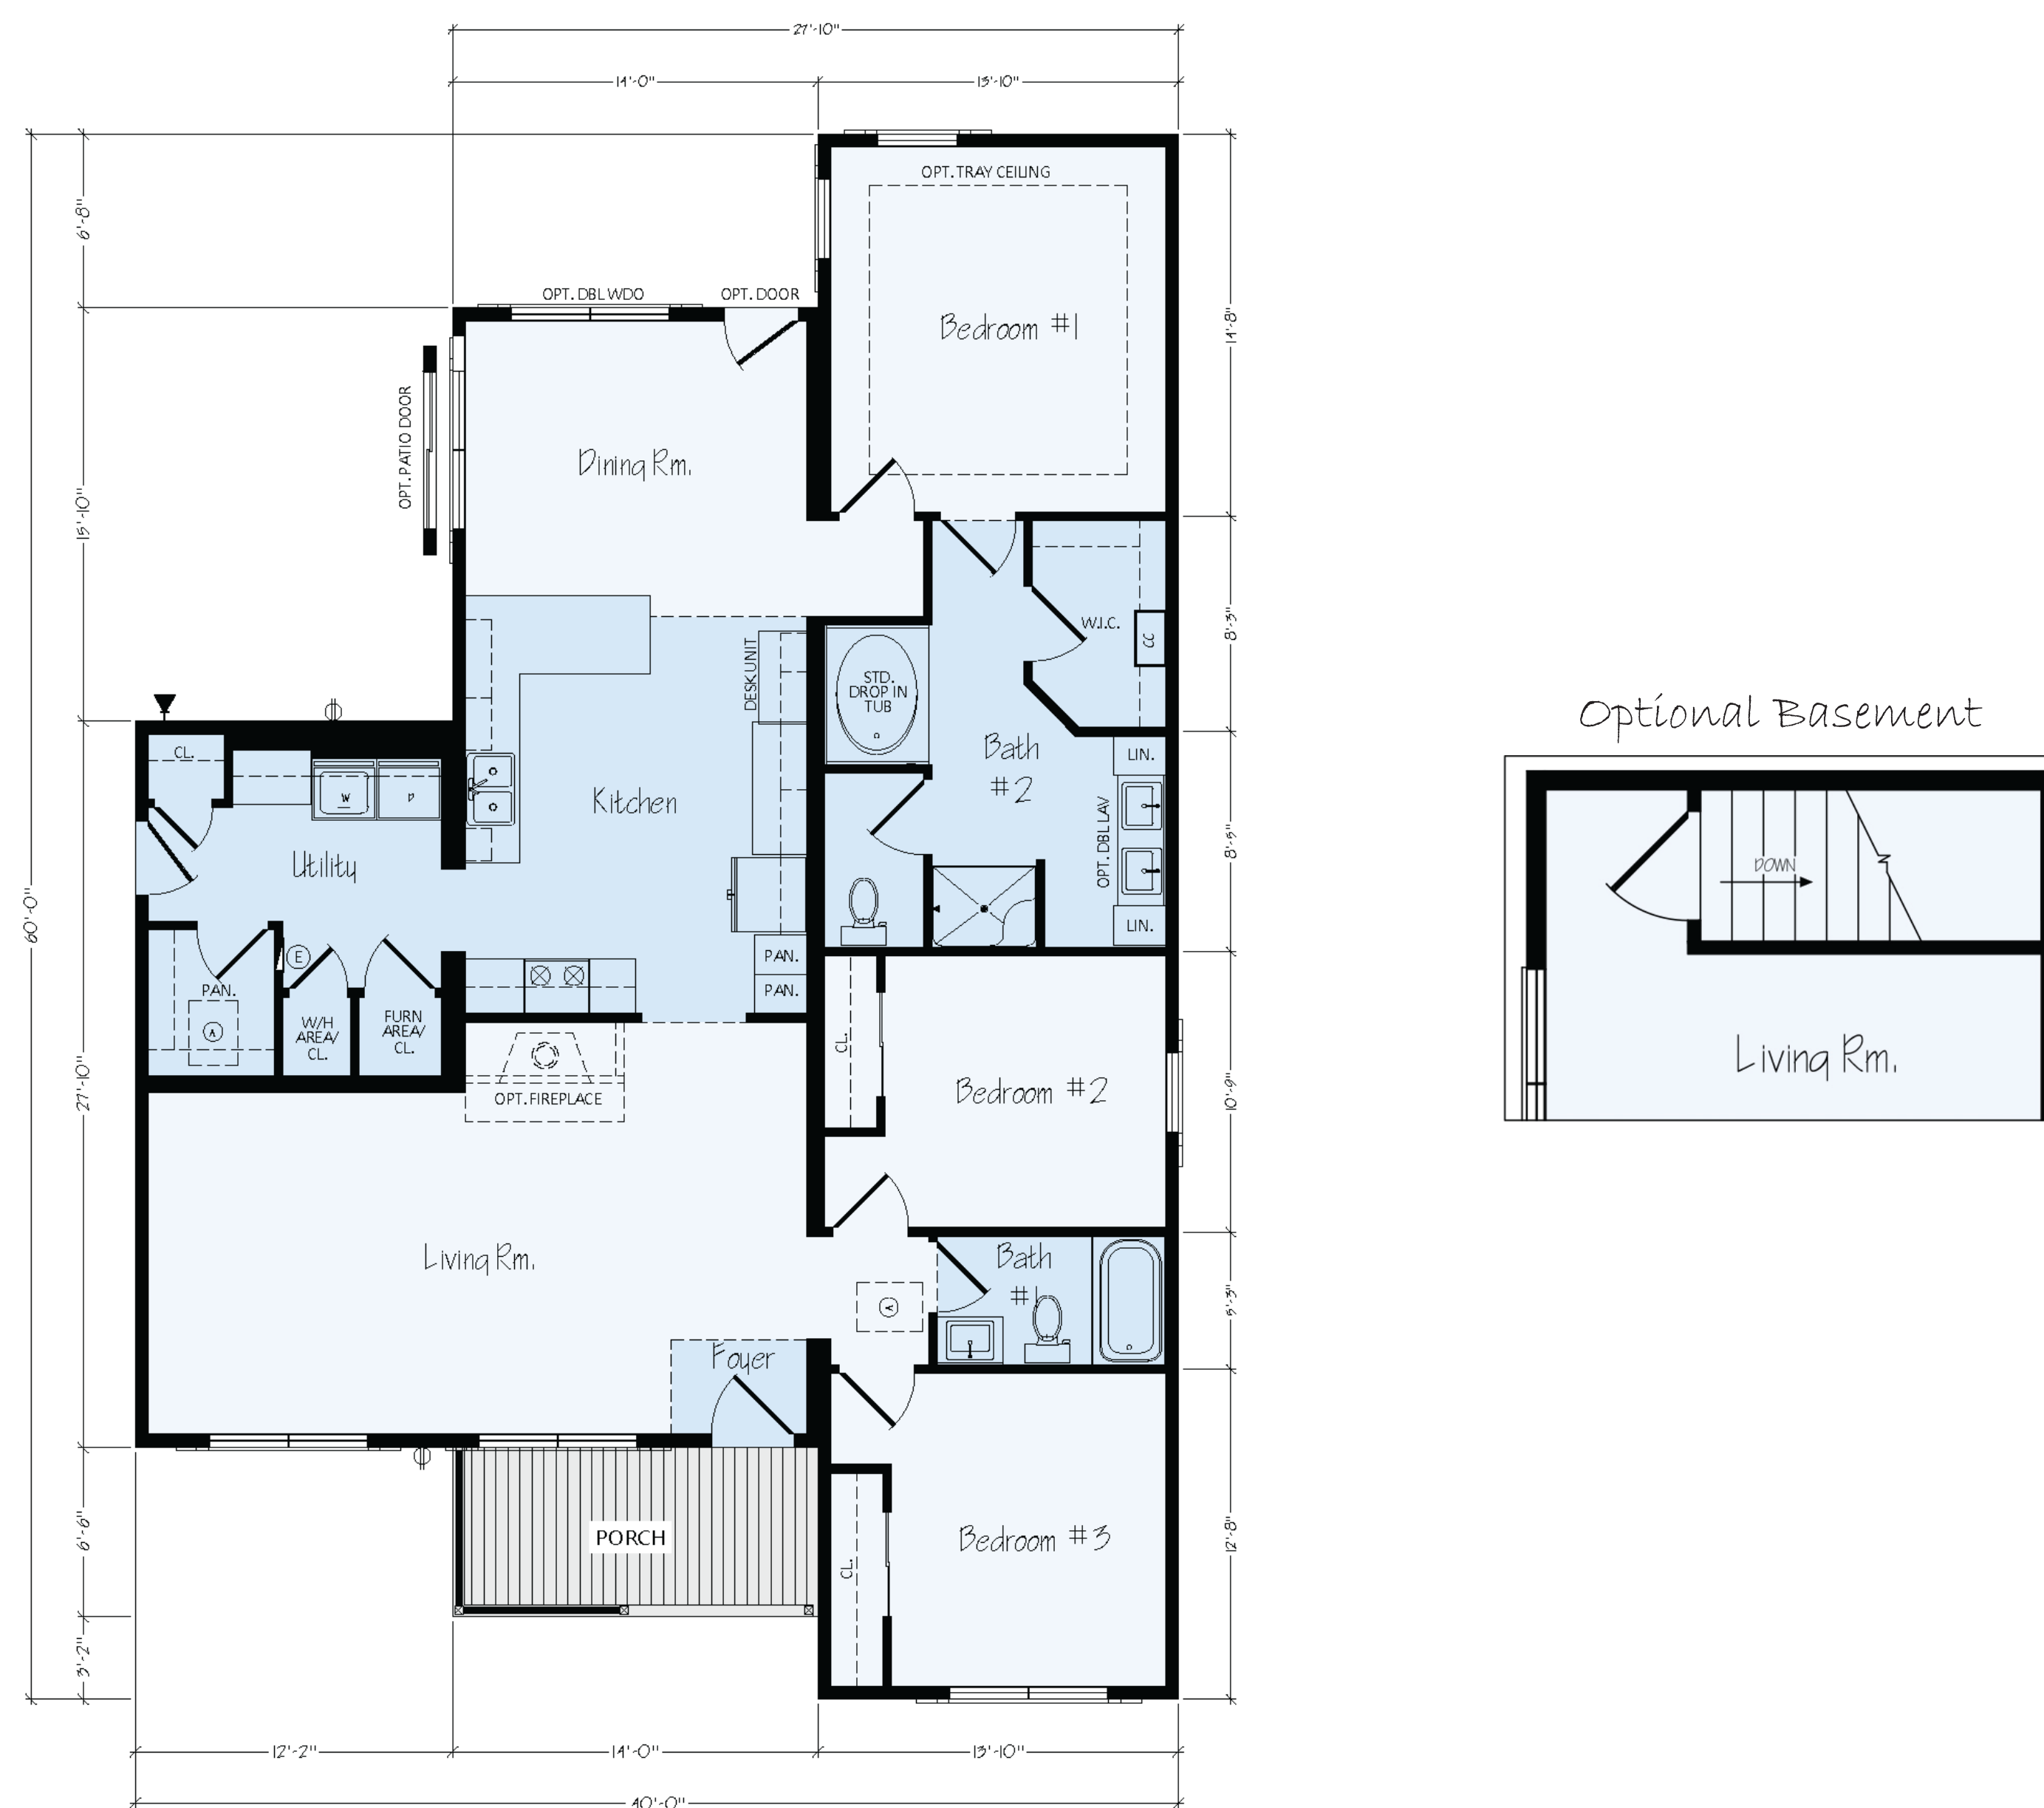 27'-10"
14'-0"
13'-10"
OPT. TRAY CEILING
6'-8"
OPT. DBL WDO
OPT. DOOR
Bedroom #1
14'-8"
OPT. PATIO DOOR
Dining Rm.
15'-10"
W.I.C.
CC
8'-3"
DESK UNIT
STD.
DROP IN
TUB
Optional Basement
Bath
#2
LIN.
CL.
W
D
Kitchen
OPT. DBL LAV
8'-5"
Utility
DOWN
60'-0"
LIN.
E
PAN.
PAN.
PAN.
A
W/H
AREA/
CL.
FURN
AREA/
CL.
CL.
Living Rm.
27'-10"
OPT. FIREPLACE
Bedroom #2
10'-9"
Living Rm.
Bath
#1
A
5'-3"
Foyer
PORCH
6'-6"
CL.
Bedroom #3
12'-8"
3'-2"
12'-2"
14'-0"
13'-10"
40'-0"